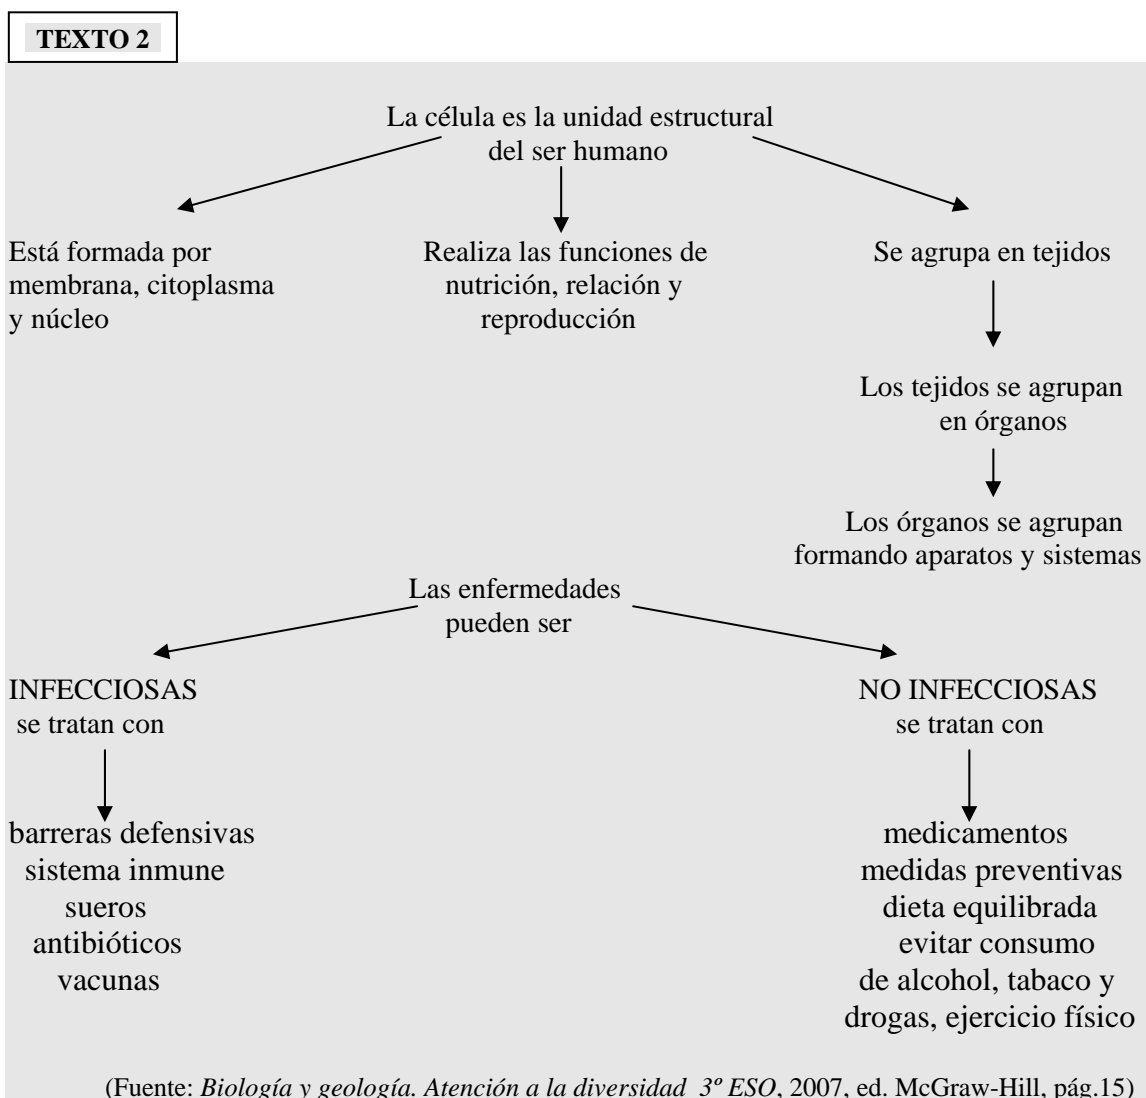 TEXTO 2
La célula es la unidad estructural
del ser humano
Está formada por
membrana, citoplasma
y núcleo
Realiza las funciones de
nutrición, relación y
reproducción
Se agrupa en tejidos
Los tejidos se agrupan
en órganos
Los órganos se agrupan
formando aparatos y sistemas
Las enfermedades
pueden ser
INFECCIOSAS
se tratan con
barreras defensivas
sistema inmune
sueros
antibióticos
vacunas
NO INFECCIOSAS
se tratan con
medicamentos
medidas preventivas
dieta equilibrada
evitar consumo
de alcohol, tabaco y
drogas, ejercicio físico
(Fuente: Biología y geología. Atención a la diversidad 3º ESO, 2007, ed. McGraw-Hill, pág.15)